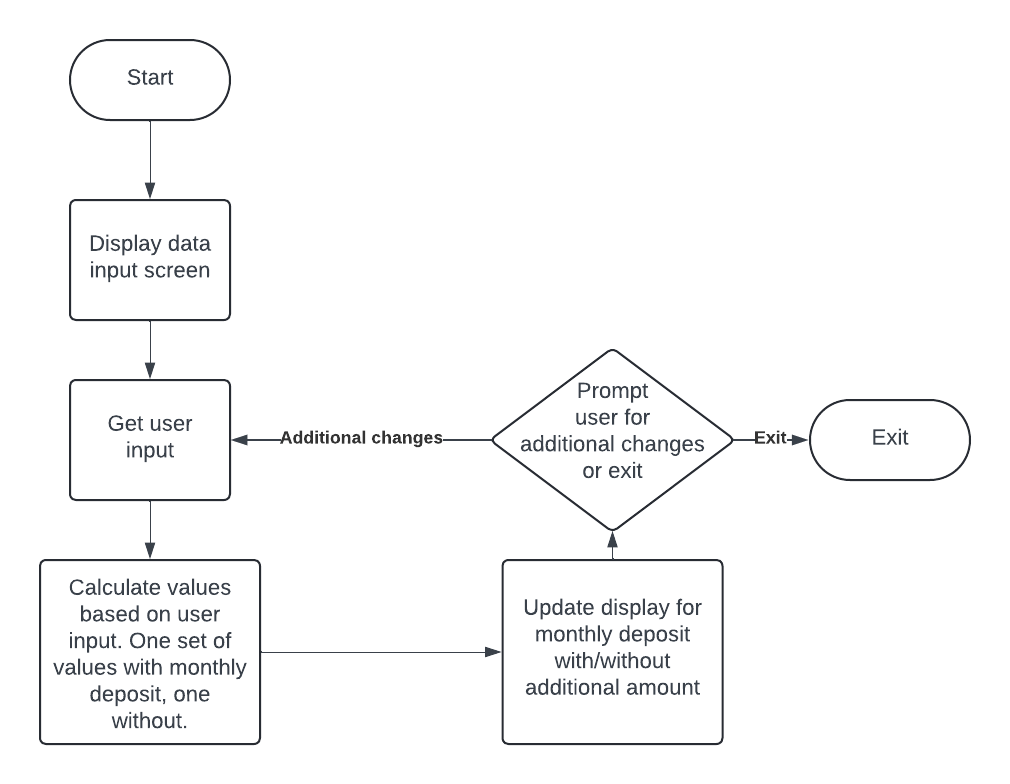 Start
Display data
input screen
Get user
input
Additional changes
Prompt
user for
additional changes
or exit
Exit
Exit
Calculate values
based on user
input. One set of
values with monthly
deposit, one
without.
Update display for
monthly deposit
with/without
additional amount